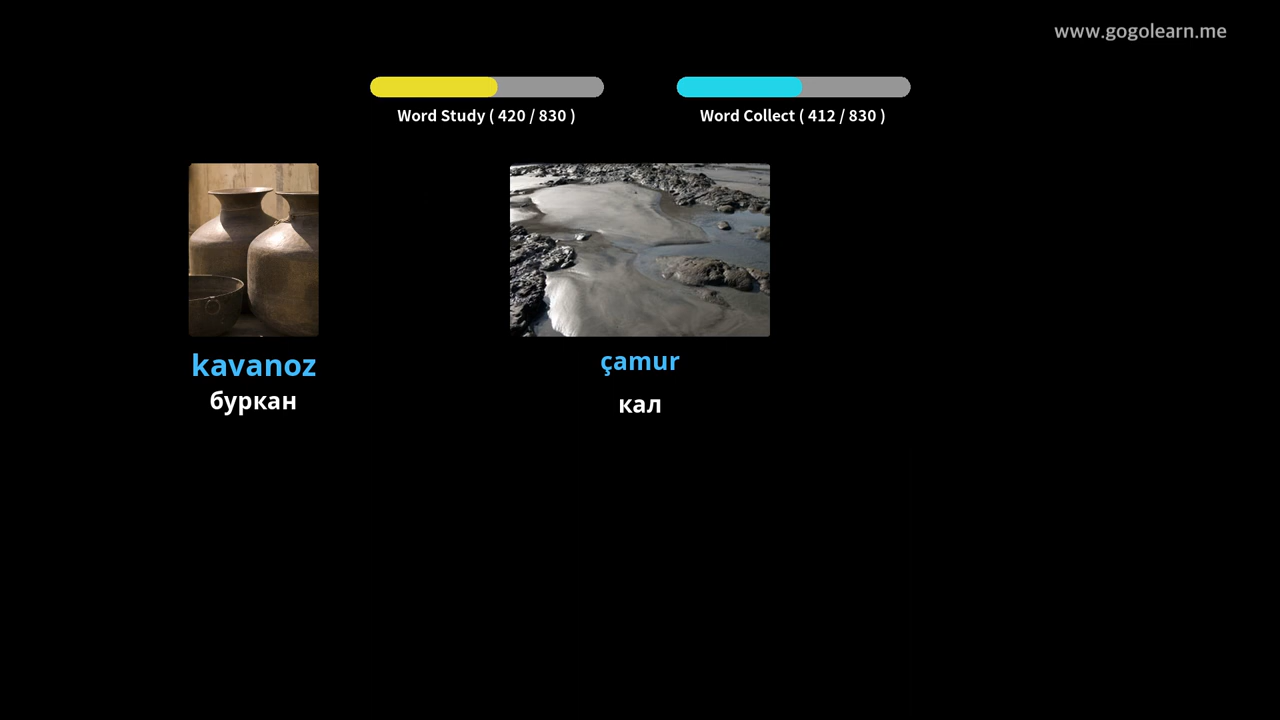 www.gogolearn.me
Word Study ( 420 / 830 )
Word Collect ( 412 / 830 )
kavanoz
буркан
çamur
кал